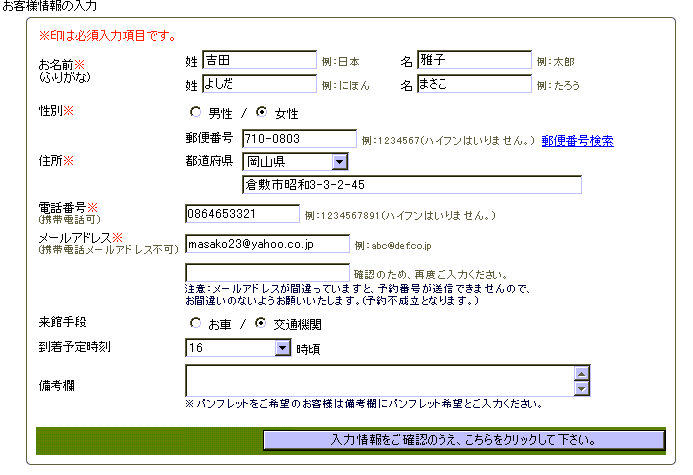 お客様情報の入力
※印は必須入力項目です。
お名前※ 姓 吉田 例：日本 名 雅子 例：太郎
(ふりがな) 姓 よしだ 例：にほん 名 まさこ 例：たろう
性別※ 男性 / 女性
郵便番号 710-0803 例：1234567(ハイフンはいりません。) 郵便番号検索
住所※ 都道府県 岡山県
倉敷市昭和3-3-2-45
電話番号※ 0864653321 例：1234567891(ハイフンはいりません。)
(携帯電話可)
メールアドレス※ masako23@yahoo.co.jp 例：abc@defco.jp
(携帯電話メールアドレス不可)
確認のため、再度ご入力ください。
注意：メールアドレスが間違っていますと、予約番号が送信できませんので、
お間違いのないようお願いいたします。(予約不成立となります。)
来館手段 お車 / 交通機関
到着予定時刻 16 時頃
備考欄
※パンフレットをご希望のお客様は備考欄にパンフレット希望とご入力ください。
入力情報をご確認のうえ、こちらをクリックして下さい。